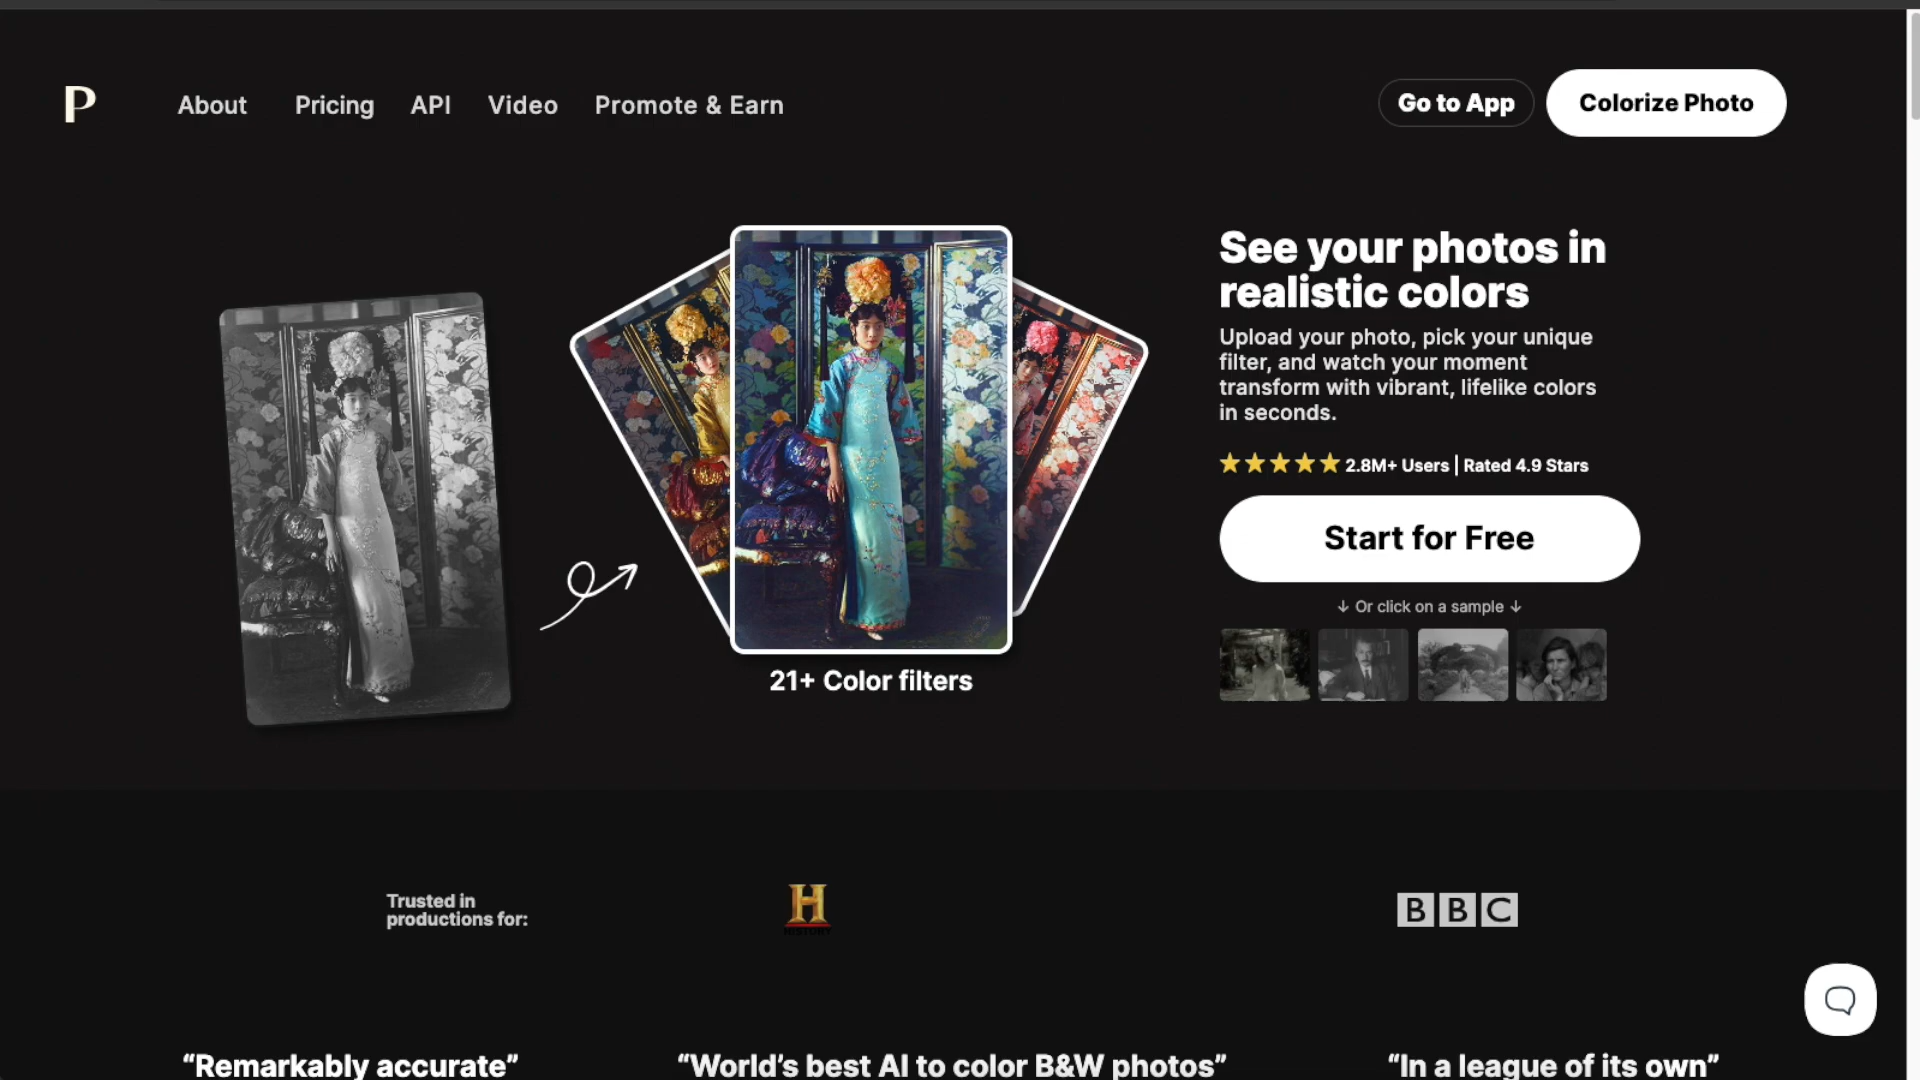 P
About
Pricing
API
Video
Promote & Earn
Go to App
Colorize Photo
See your photos in
realistic colors
Upload your photo, pick your unique
filter, and watch your moment
transform with vibrant, lifelike colors
in seconds.
2.8M+ Users | Rated 4.9 Stars
Start for Free
↓ Or click on a sample ↓
21+ Color filters
Trusted in
productions for:
H
HISTORY
BBC
“Remarkably accurate”
“World’s best AI to color B&W photos”
“In a league of its own”